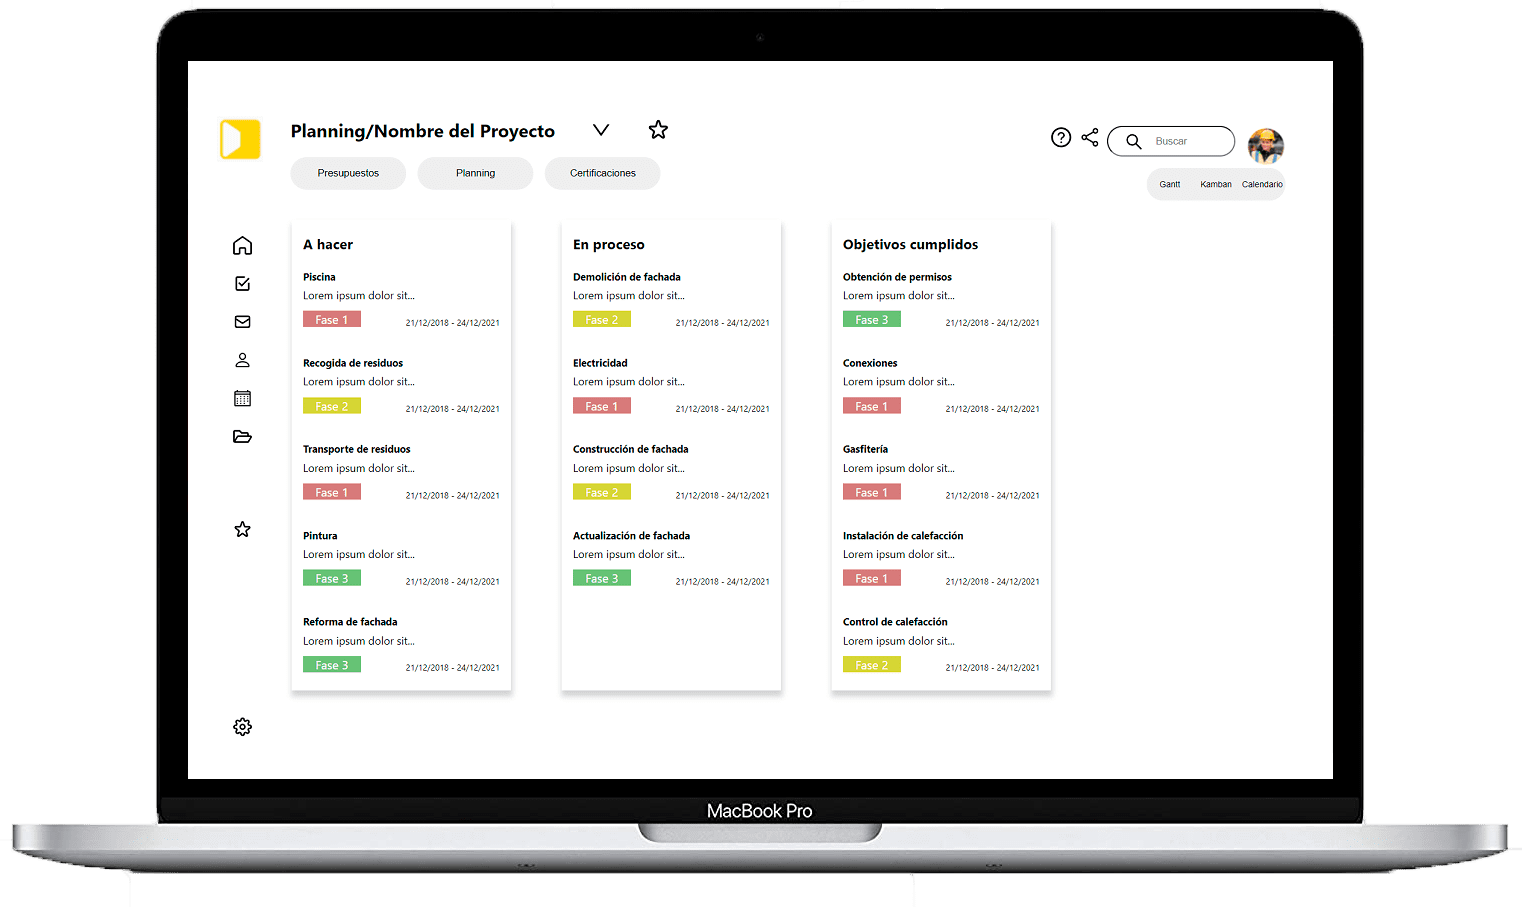 Planning/Nombre del Proyecto
Buscar
Presupuestos
Planning
Certificaciones
Gantt
Kamban
Calendario
A hacer
Piscina
Lorem ipsum dolor sit...
Fase 1
21/12/2018 - 24/12/2021
Recogida de residuos
Lorem ipsum dolor sit...
Fase 2
21/12/2018 - 24/12/2021
Transporte de residuos
Lorem ipsum dolor sit...
Fase 1
21/12/2018 - 24/12/2021
Pintura
Lorem ipsum dolor sit...
Fase 3
21/12/2018 - 24/12/2021
Reforma de fachada
Lorem ipsum dolor sit...
Fase 3
21/12/2018 - 24/12/2021
En proceso
Demolición de fachada
Lorem ipsum dolor sit...
Fase 2
21/12/2018 - 24/12/2021
Electricidad
Lorem ipsum dolor sit...
Fase 1
21/12/2018 - 24/12/2021
Construcción de fachada
Lorem ipsum dolor sit...
Fase 2
21/12/2018 - 24/12/2021
Actualización de fachada
Lorem ipsum dolor sit...
Fase 3
21/12/2018 - 24/12/2021
Objetivos cumplidos
Obtención de permisos
Lorem ipsum dolor sit...
Fase 3
21/12/2018 - 24/12/2021
Conexiones
Lorem ipsum dolor sit...
Fase 1
21/12/2018 - 24/12/2021
Gasfitería
Lorem ipsum dolor sit...
Fase 1
21/12/2018 - 24/12/2021
Instalación de calefacción
Lorem ipsum dolor sit...
Fase 1
21/12/2018 - 24/12/2021
Control de calefacción
Lorem ipsum dolor sit...
Fase 2
21/12/2018 - 24/12/2021
MacBook Pro